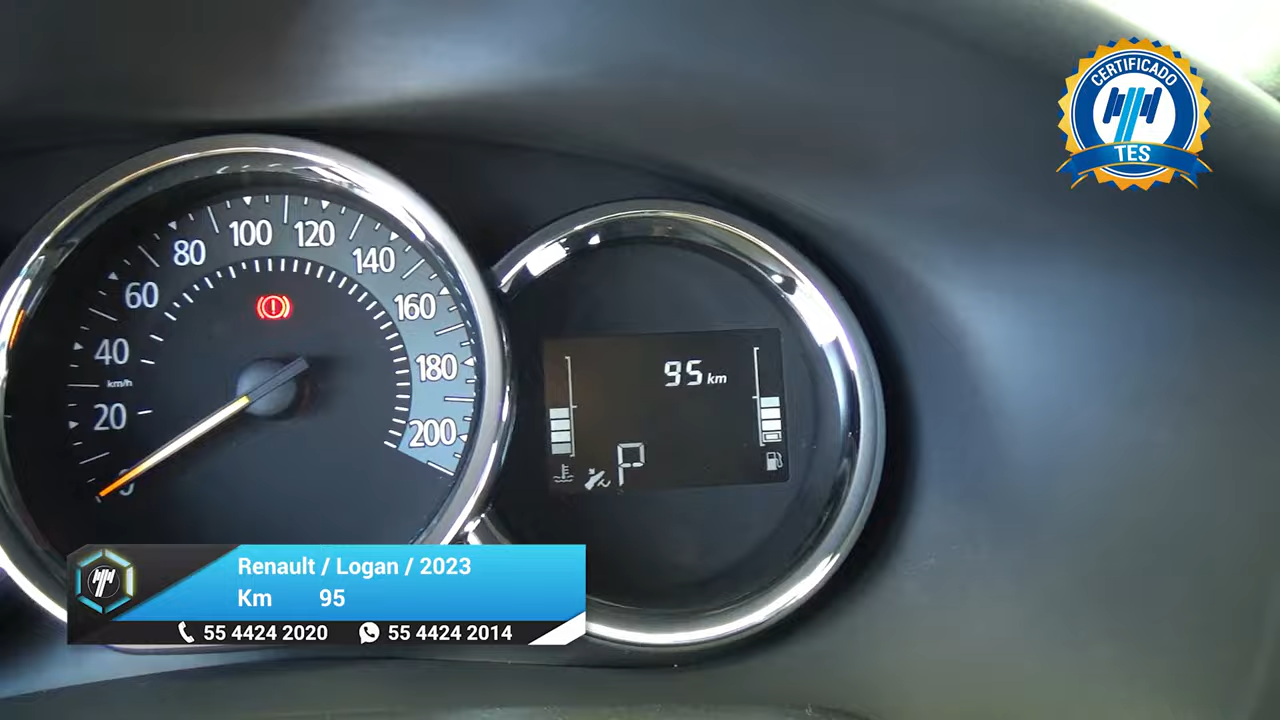 CERTIFICADO
TES
0
20
40
60
80
100
120
140
160
180
200
km/h
95 km
P
Renault / Logan / 2023
Km 95
55 4424 2020 55 4424 2014